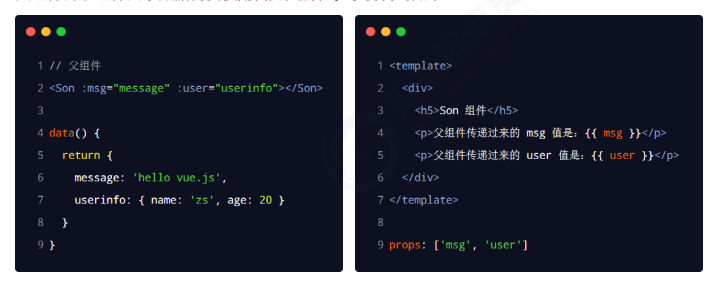 1 // 父组件
2 <Son :msg="message" :user="userinfo"></Son>
3
4 data() {
5   return {
6     message: 'hello vue.js',
7     userinfo: { name: 'zs', age: 20 }
8   }
9 }
1 <template>
2   <div>
3     <h5>Son 组件</h5>
4     <p>父组件传递过来的 msg 值是：{{ msg }}</p>
5     <p>父组件传递过来的 user 值是：{{ user }}</p>
6   </div>
7 </template>
8
9 props: ['msg', 'user']